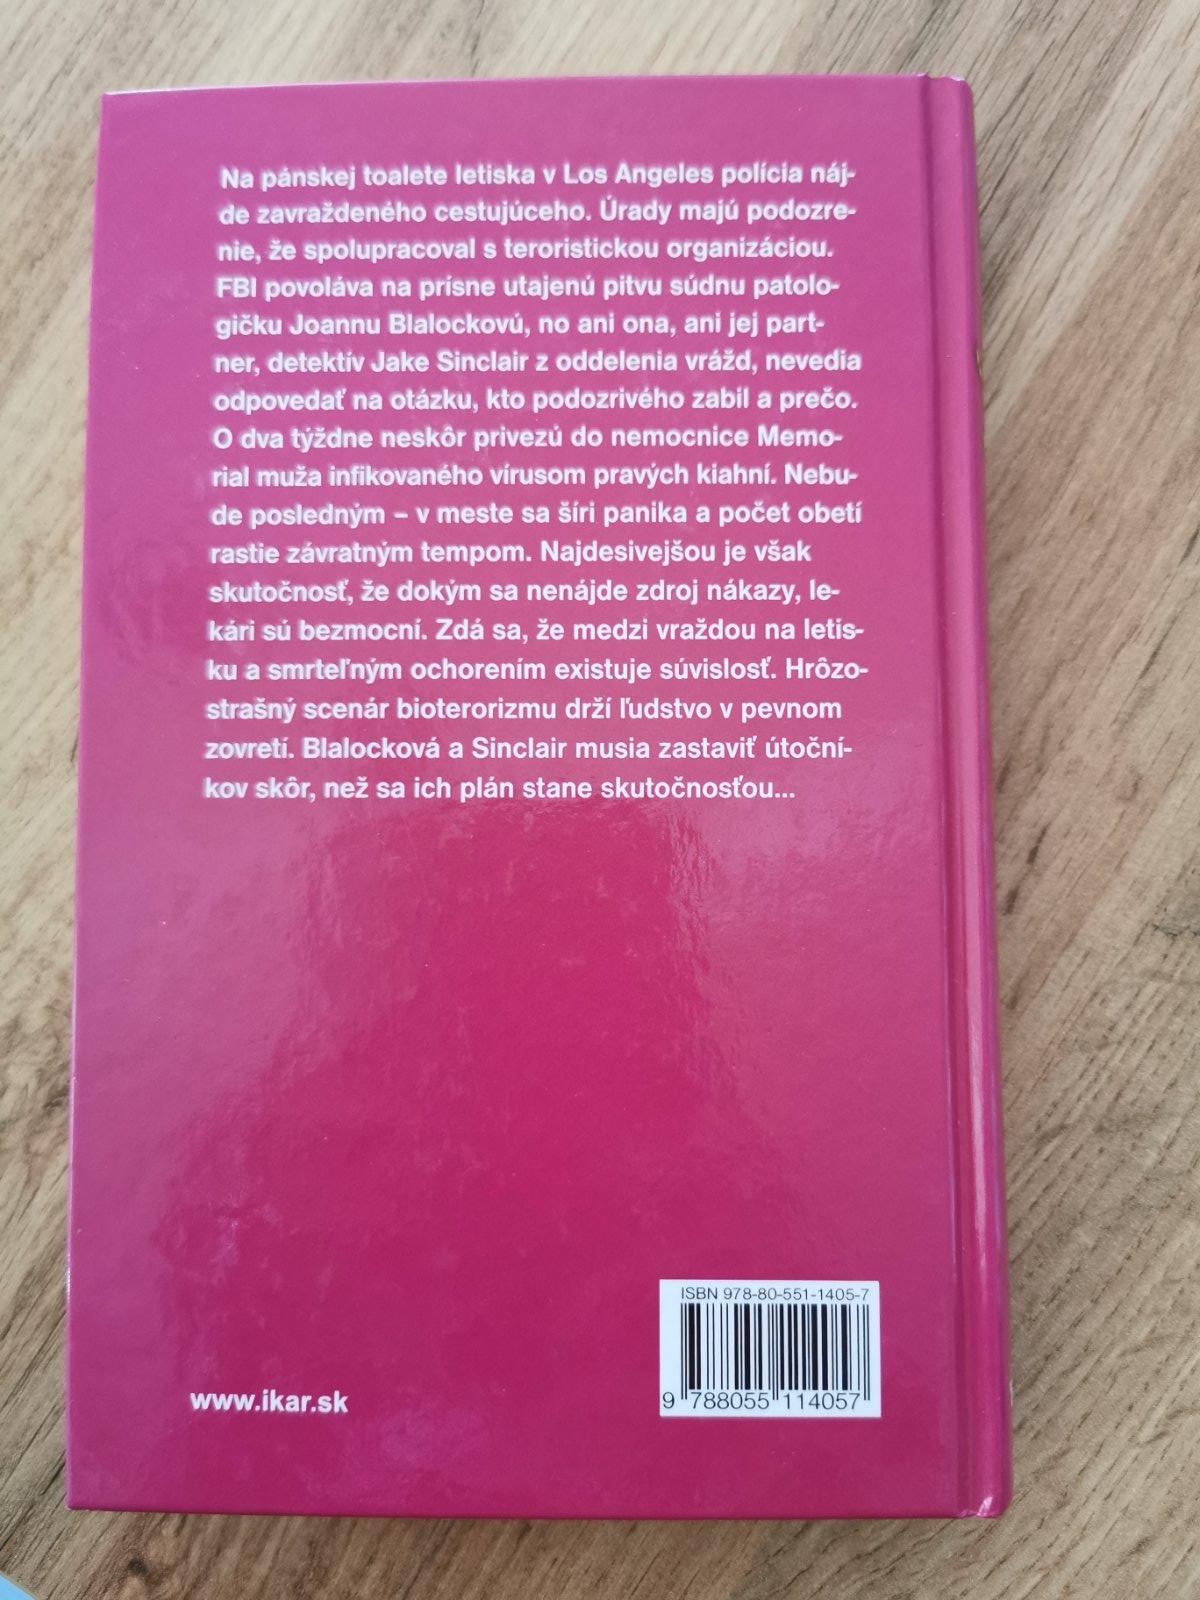 Na pánskej toalete letiska v Los Angeles polícia náj-
de zavraždeného cestujúceho. Úrady majú podozre-
nie, že spolupracoval s teroristickou organizáciou.
FBI povoláva na prísne utajenú pitvu súdnu patolo-
gičku Joannu Blalockovú, no ani ona, ani jej part-
ner, detektív Jake Sinclair z oddelenia vrážd, nevedia
odpovedať na otázku, kto podozrivého zabil a prečo.
O dva týždne neskôr privezú do nemocnice Memo-
rial muža infikovaného vírusom pravých kiahní. Nebu-
de posledným – v meste sa šíri panika a počet obetí
rastie závratným tempom. Najdesivejšou je však
skutočnosť, že dokým sa nenájde zdroj nákazy, le-
kári sú bezmocní. Zdá sa, že medzi vraždou na letis-
ku a smrteľným ochorením existuje súvislosť. Hrôzo-
strašný scenár bioterorizmu drží ľudstvo v pevnom
zovretí. Blalocková a Sinclair musia zastaviť útoční-
kov skôr, než sa ich plán stane skutočnosťou...
ISBN 978-80-551-1405-7
9 788055 114057
www.ikar.sk